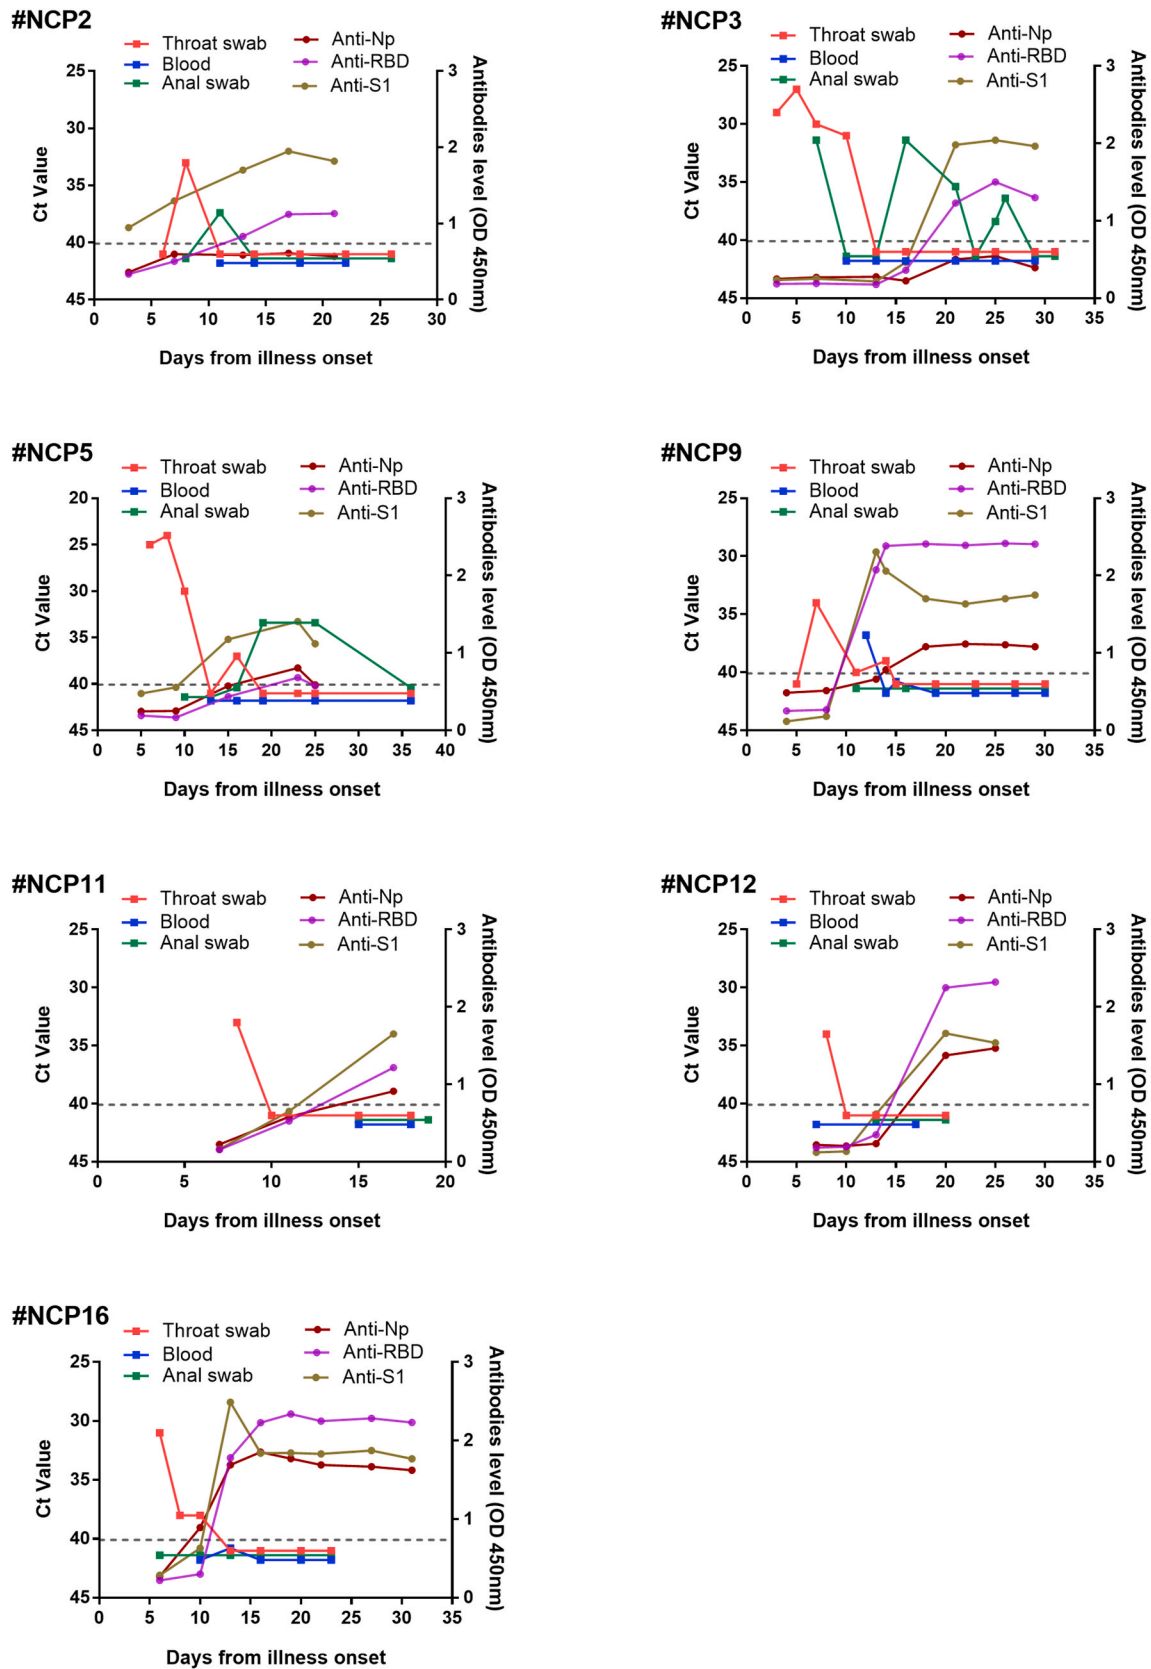 #NCP2
Throat swab
Blood
Anal swab
Anti-Np
Anti-RBD
Anti-S1
Ct Value
25
30
35
40
45
Antibodies level (OD 450nm)
3
2
1
0
0 5 10 15 20 25 30
Days from illness onset
#NCP3
Throat swab
Blood
Anal swab
Anti-Np
Anti-RBD
Anti-S1
Ct Value
25
30
35
40
45
Antibodies level (OD 450nm)
3
2
1
0
0 5 10 15 20 25 30 35
Days from illness onset
#NCP5
Throat swab
Blood
Anal swab
Anti-Np
Anti-RBD
Anti-S1
Ct Value
20
25
30
35
40
45
Antibodies level (OD 450nm)
3
2
1
0
0 5 10 15 20 25 30 35 40
Days from illness onset
#NCP9
Throat swab
Blood
Anal swab
Anti-Np
Anti-RBD
Anti-S1
Ct Value
25
30
35
40
45
Antibodies level (OD 450nm)
3
2
1
0
0 5 10 15 20 25 30 35
Days from illness onset
#NCP11
Throat swab
Blood
Anal swab
Anti-Np
Anti-RBD
Anti-S1
Ct Value
25
30
35
40
45
Antibodies level (OD 450nm)
3
2
1
0
0 5 10 15 20
Days from illness onset
#NCP12
Throat swab
Blood
Anal swab
Anti-Np
Anti-RBD
Anti-S1
Ct Value
25
30
35
40
45
Antibodies level (OD 450nm)
3
2
1
0
0 5 10 15 20 25 30 35
Days from illness onset
#NCP16
Throat swab
Blood
Anal swab
Anti-Np
Anti-RBD
Anti-S1
Ct Value
25
30
35
40
45
Antibodies level (OD 450nm)
3
2
1
0
0 5 10 15 20 25 30 35
Days from illness onset